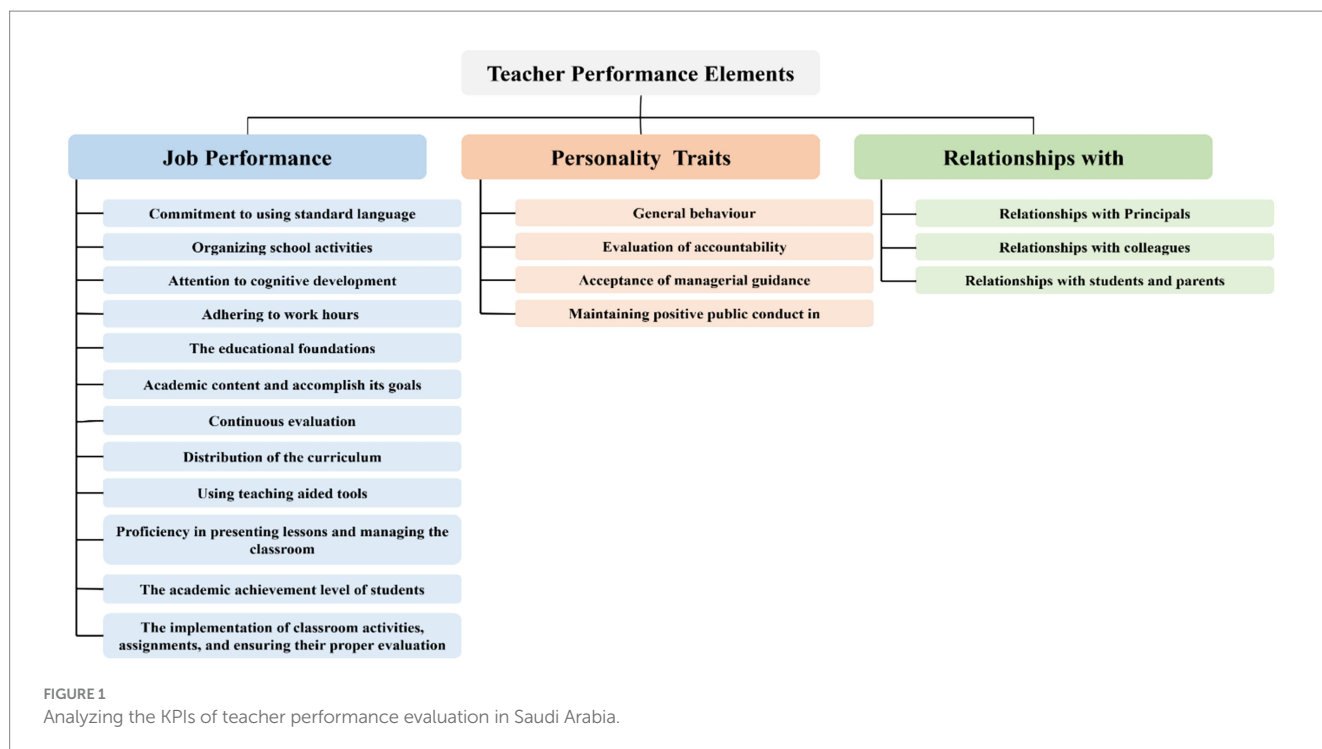 Teacher Performance Elements
Job Performance
Commitment to using standard language
Organizing school activities
Attention to cognitive development
Adhering to work hours
The educational foundations
Academic content and accomplish its goals
Continuous evaluation
Distribution of the curriculum
Using teaching aided tools
Proficiency in presenting lessons and managing the
classroom
The academic achievement level of students
The implementation of classroom activities,
assignments, and ensuring their proper evaluation
Personality Traits
General behaviour
Evaluation of accountability
Acceptance of managerial guidance
Maintaining positive public conduct in
Relationships with
Relationships with Principals
Relationships with colleagues
Relationships with students and parents
FIGURE 1
Analyzing the KPIs of teacher performance evaluation in Saudi Arabia.